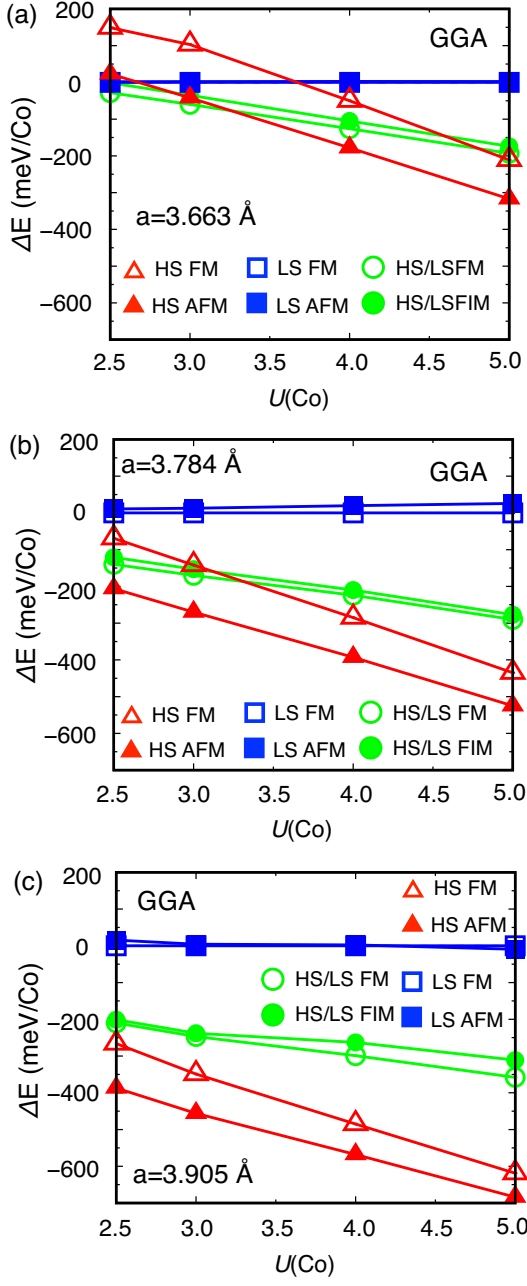 (a)
200
0
−200
−400
−600
ΔE (meV/Co)
GGA
a=3.663 Å
HS FM LS FM HS/LSFM
HS AFM LS AFM HS/LSFIM
2.5 3.0 3.5 4.0 4.5 5.0
U(Co)
(b)
200
0
−200
−400
−600
ΔE (meV/Co)
a=3.784 Å GGA
HS FM LS FM HS/LS FM
HS AFM LS AFM HS/LS FIM
2.5 3.0 3.5 4.0 4.5 5.0
U(Co)
(c)
200
0
−200
−400
−600
ΔE (meV/Co)
GGA
HS FM
HS AFM
HS/LS FM LS FM
HS/LS FIM LS AFM
a=3.905 Å
2.5 3.0 3.5 4.0 4.5 5.0
U(Co)